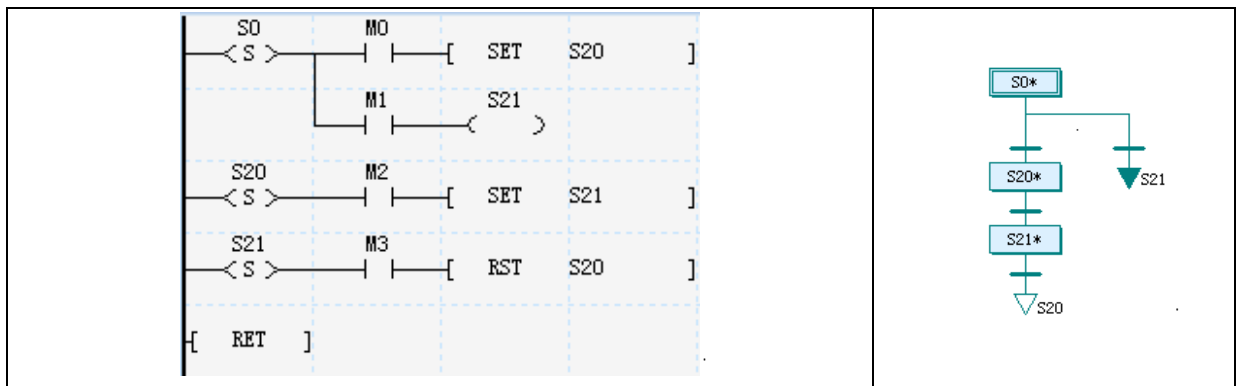 S0 M0
S SET S20
M1 S21
S20 M2
S SET S21
S21 M3
S RST S20
RET
S0*
S20* S21
S21*
S20